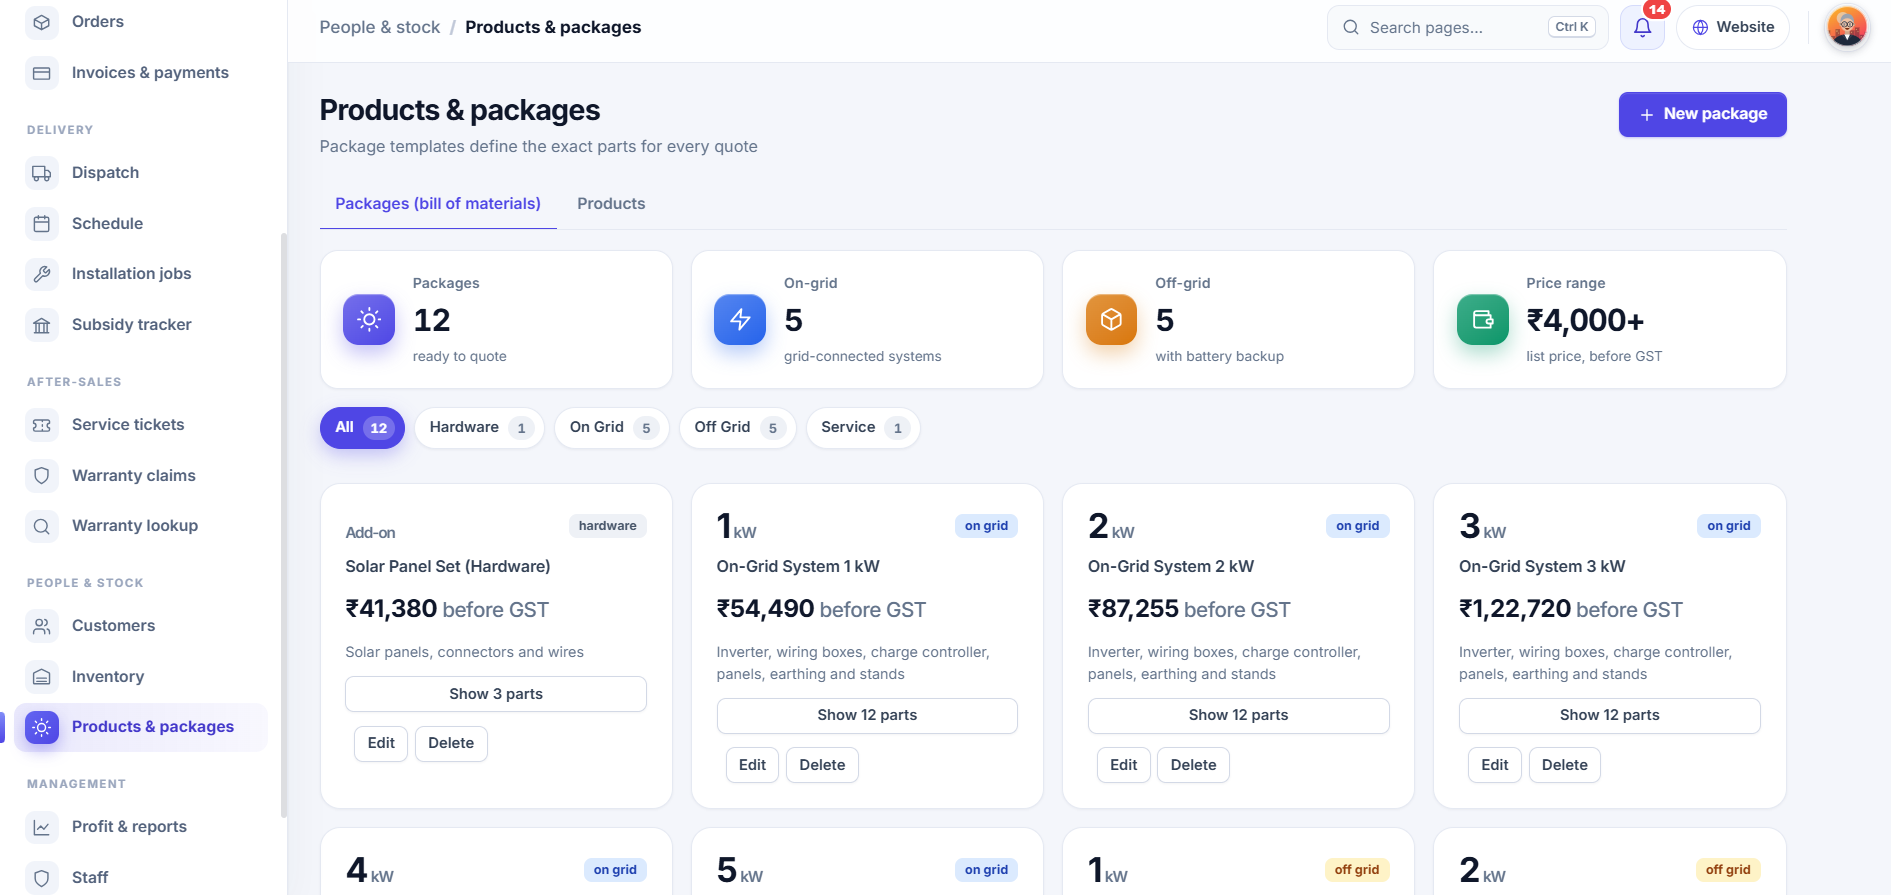 Orders
Invoices & payments
DELIVERY
Dispatch
Schedule
Installation jobs
Subsidy tracker
AFTER-SALES
Service tickets
Warranty claims
Warranty lookup
PEOPLE & STOCK
Customers
Inventory
Products & packages
MANAGEMENT
Profit & reports
Staff
People & stock / Products & packages
Search pages... Ctrl K
14
Website
Products & packages
Package templates define the exact parts for every quote
+ New package
Packages (bill of materials) Products
Packages
12
ready to quote
On-grid
5
grid-connected systems
Off-grid
5
with battery backup
Price range
₹4,000+
list price, before GST
All 12 Hardware 1 On Grid 5 Off Grid 5 Service 1
Add-on hardware
Solar Panel Set (Hardware)
₹41,380 before GST
Solar panels, connectors and wires
Show 3 parts
Edit Delete
1 kW on grid
On-Grid System 1 kW
₹54,490 before GST
Inverter, wiring boxes, charge controller,
panels, earthing and stands
Show 12 parts
Edit Delete
2 kW on grid
On-Grid System 2 kW
₹87,255 before GST
Inverter, wiring boxes, charge controller,
panels, earthing and stands
Show 12 parts
Edit Delete
3 kW on grid
On-Grid System 3 kW
₹1,22,720 before GST
Inverter, wiring boxes, charge controller,
panels, earthing and stands
Show 12 parts
Edit Delete
4 kW on grid
5 kW on grid
1 kW off grid
2 kW off grid